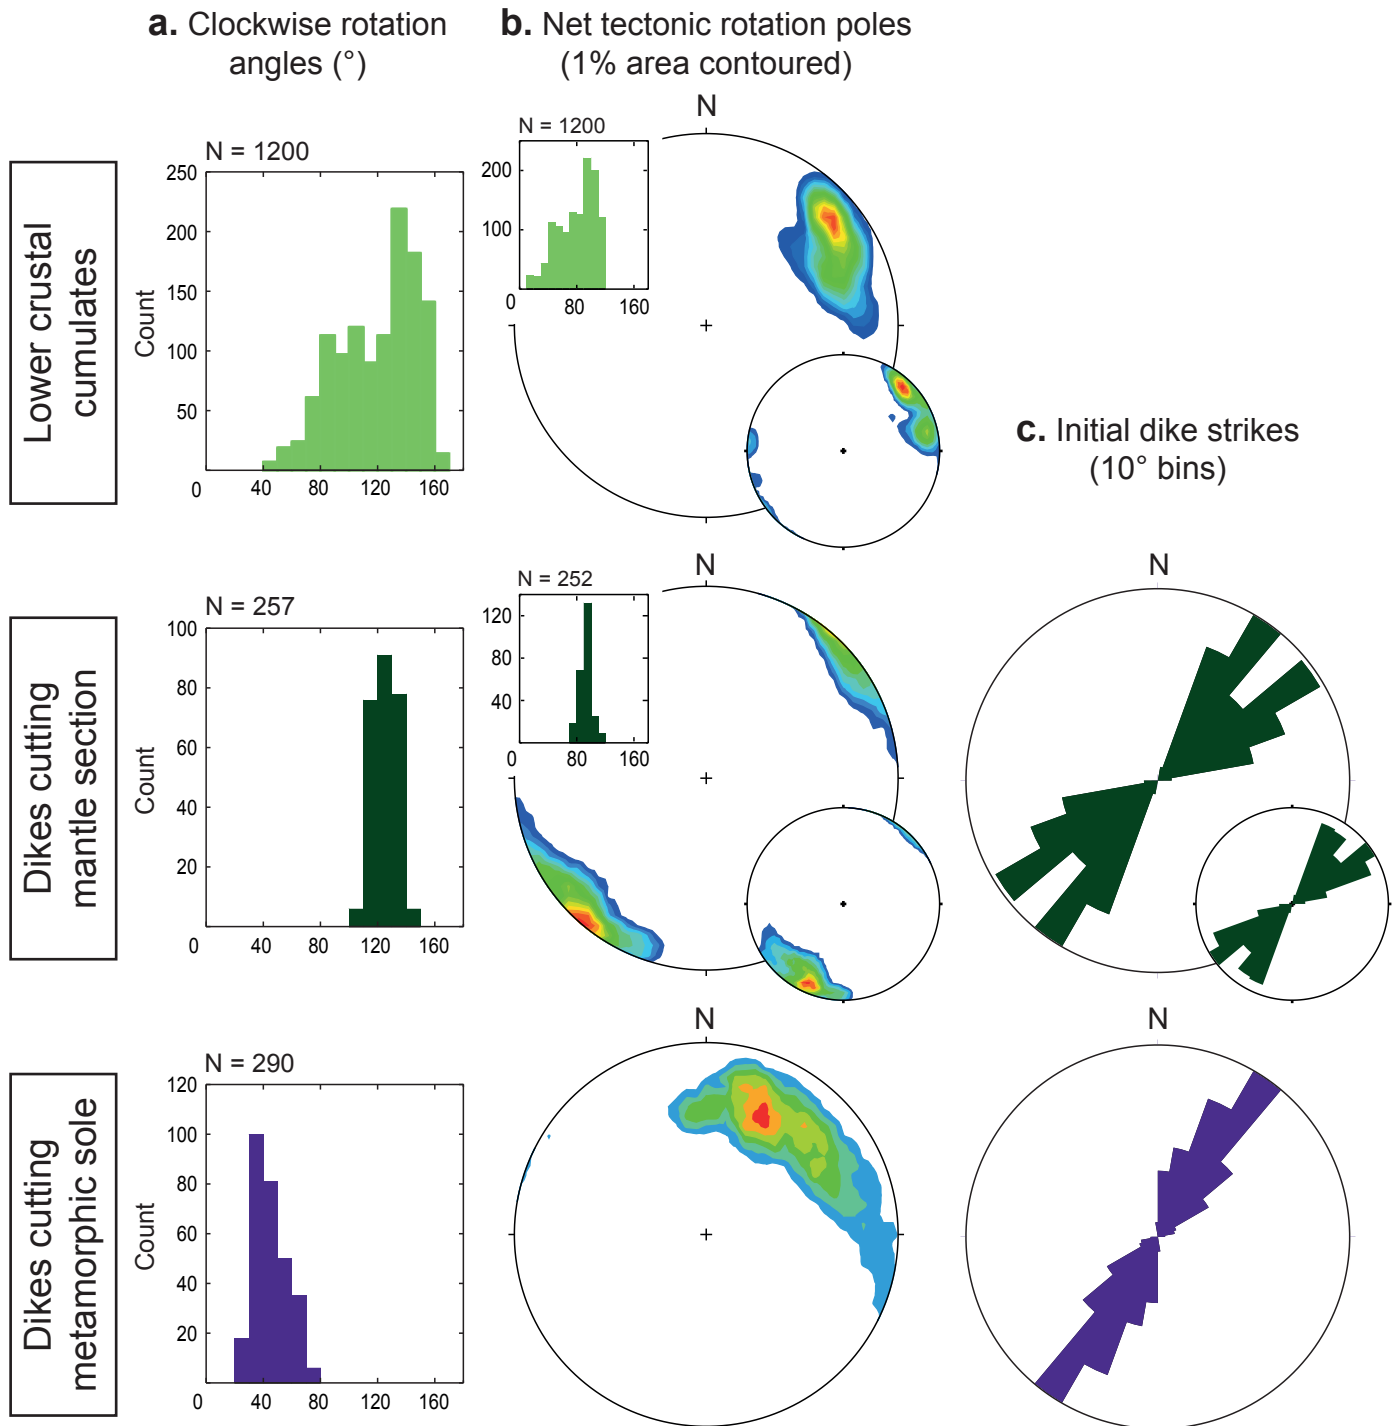 a. Clockwise rotation
angles (°)
b. Net tectonic rotation poles
(1% area contoured)
Lower crustal
cumulates
N = 1200
Count
250
200
150
100
50
0 40 80 120 160
N = 1200
200
100
0 80 160
N
c. Initial dike strikes
(10° bins)
Dikes cutting
mantle section
N = 257
Count
100
80
60
40
20
0 40 80 120 160
N = 252
120
80
40
0 80 160
N
N
Dikes cutting
metamorphic sole
N = 290
Count
120
100
80
60
40
20
0 40 80 120 160
N
N